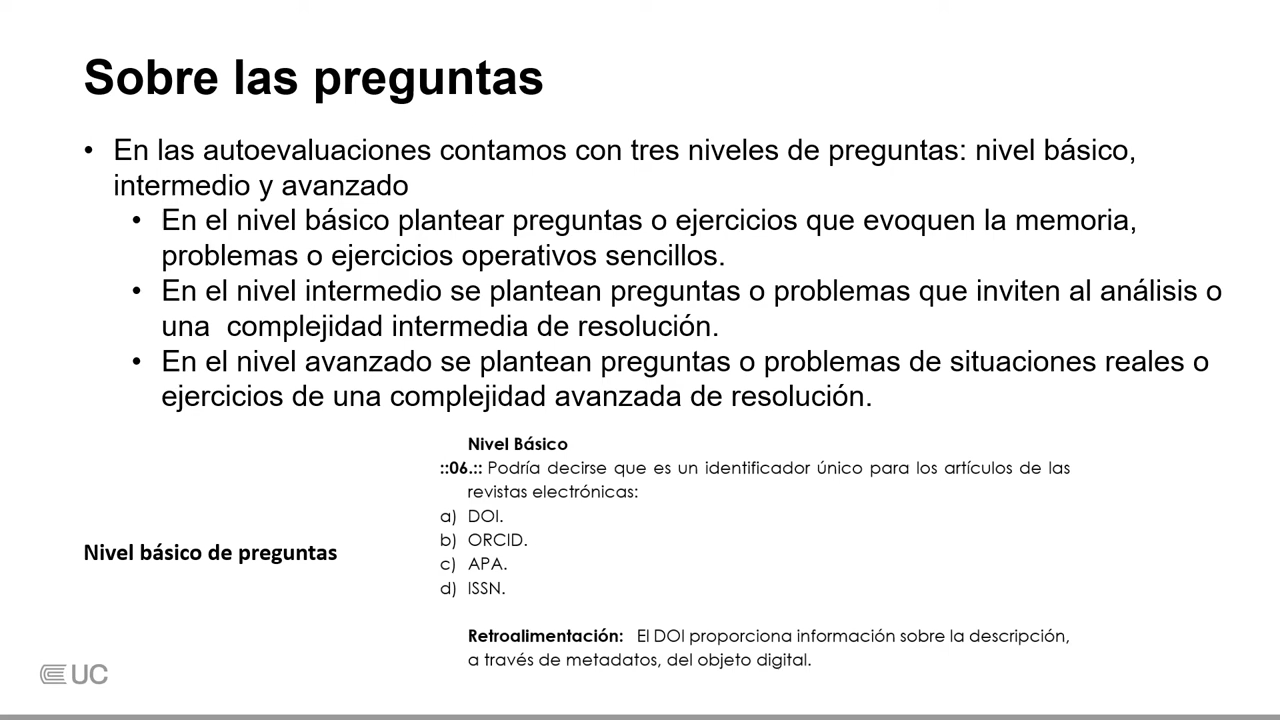 Sobre las preguntas
• En las autoevaluaciones contamos con tres niveles de preguntas: nivel básico,
intermedio y avanzado
• En el nivel básico plantear preguntas o ejercicios que evoquen la memoria,
problemas o ejercicios operativos sencillos.
• En el nivel intermedio se plantean preguntas o problemas que inviten al análisis o
una  complejidad intermedia de resolución.
• En el nivel avanzado se plantean preguntas o problemas de situaciones reales o
ejercicios de una complejidad avanzada de resolución.
Nivel básico de preguntas
Nivel Básico
::06.:: Podría decirse que es un identificador único para los artículos de las
revistas electrónicas:
a) DOI.
b) ORCID.
c) APA.
d) ISSN.
Retroalimentación: El DOI proporciona información sobre la descripción,
a través de metadatos, del objeto digital.
UC